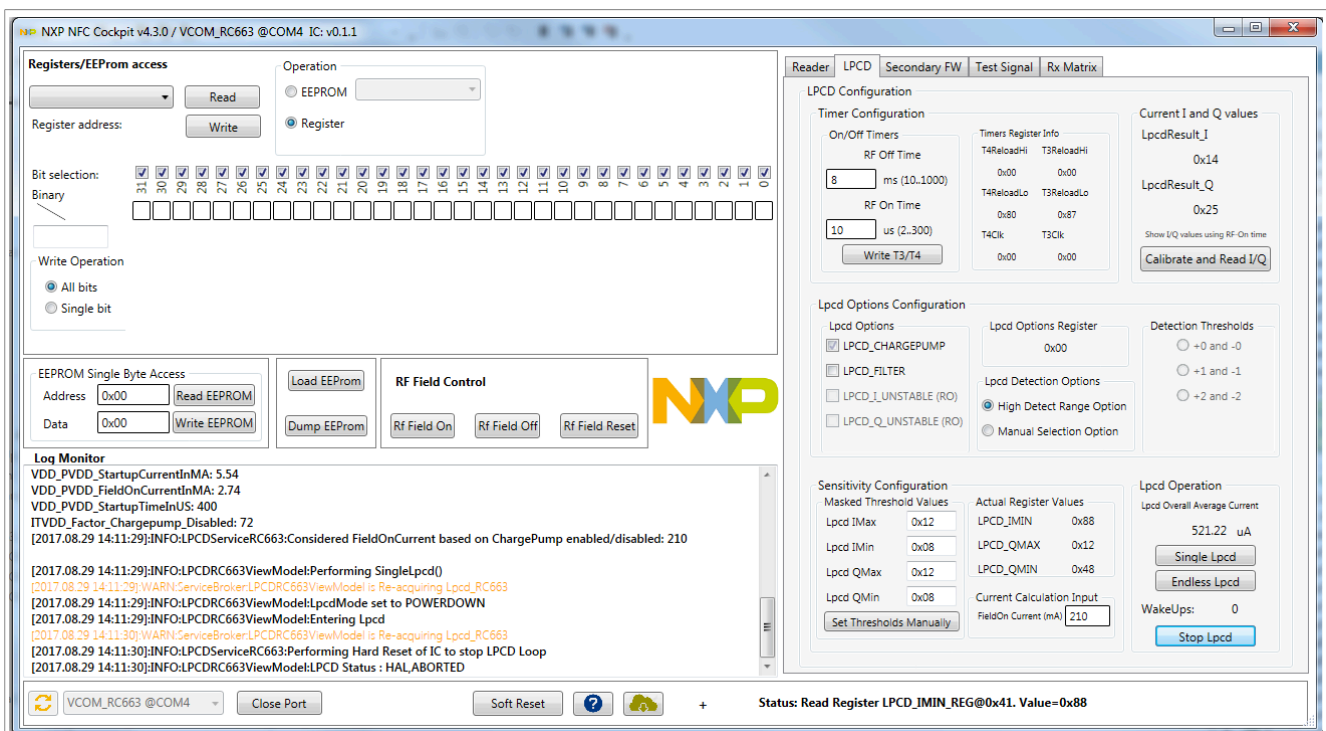 NXP NFC Cockpit v4.3.0 / VCOM_RC663 @COM4 IC: v0.1.1
Registers/EEProm access
Read
Register address:
Write
Operation
EEPROM
Register
Bit selection:
31 30 29 28 27 26 25 24 23 22 21 20 19 18 17 16 15 14 13 12 11 10 9 8 7 6 5 4 3 2 1 0
Binary
Write Operation
All bits
Single bit
EEPROM Single Byte Access
Address 0x00 Read EEPROM
Data 0x00 Write EEPROM
Load EEProm
Dump EEProm
RF Field Control
Rf Field On Rf Field Off Rf Field Reset
NXP
Log Monitor
VDD_PVDD_StartupCurrentInMA: 5.54
VDD_PVDD_FieldOnCurrentInMA: 2.74
VDD_PVDD_StartupTimeInUS: 400
ITVDD_Factor_Chargepump_Disabled: 72
[2017.08.29 14:11:29]:INFO:LPCDServiceRC663:Considered FieldOnCurrent based on ChargePump enabled/disabled: 210
[2017.08.29 14:11:29]:INFO:LPCDRC663ViewModel:Performing SingleLpcd()
[2017.08.29 14:11:29]:WARN:ServiceBroker:LPCDRC663ViewModel is Re-acquiring Lpcd_RC663
[2017.08.29 14:11:29]:INFO:LPCDRC663ViewModel:LpcdMode set to POWERDOWN
[2017.08.29 14:11:29]:INFO:LPCDRC663ViewModel:Entering Lpcd
[2017.08.29 14:11:30]:WARN:ServiceBroker:LPCDRC663ViewModel is Re-acquiring Lpcd_RC663
[2017.08.29 14:11:30]:INFO:LPCDServiceRC663:Performing Hard Reset of IC to stop LPCD Loop
[2017.08.29 14:11:30]:INFO:LPCDRC663ViewModel:LPCD Status : HAL,ABORTED
Reader LPCD Secondary FW Test Signal Rx Matrix
LPCD Configuration
Timer Configuration
On/Off Timers
RF Off Time
8 ms (10..1000)
RF On Time
10 us (2..300)
Write T3/T4
Timers Register Info
T4ReloadHi T3ReloadHi
0x00 0x00
T4ReloadLo T3ReloadLo
0x80 0x87
T4Clk T3Clk
0x00 0x00
Current I and Q values
LpcdResult_I
0x14
LpcdResult_Q
0x25
Show I/Q values using RF-On time
Calibrate and Read I/Q
Lpcd Options Configuration
Lpcd Options
LPCD_CHARGEPUMP
LPCD_FILTER
LPCD_I_UNSTABLE (RO)
LPCD_Q_UNSTABLE (RO)
Lpcd Options Register
0x00
Lpcd Detection Options
High Detect Range Option
Manual Selection Option
Detection Thresholds
+0 and -0
+1 and -1
+2 and -2
Sensitivity Configuration
Masked Threshold Values
Lpcd IMax 0x12
Lpcd IMin 0x08
Lpcd QMax 0x12
Lpcd QMin 0x08
Set Thresholds Manually
Actual Register Values
LPCD_IMIN 0x88
LPCD_QMAX 0x12
LPCD_QMIN 0x48
Current Calculation Input
FieldOn Current (mA) 210
Lpcd Operation
Lpcd Overall Average Current
521.22 uA
Single Lpcd
Endless Lpcd
WakeUps: 0
Stop Lpcd
VCOM_RC663 @COM4 Close Port Soft Reset ? + Status: Read Register LPCD_IMIN_REG@0x41. Value=0x88